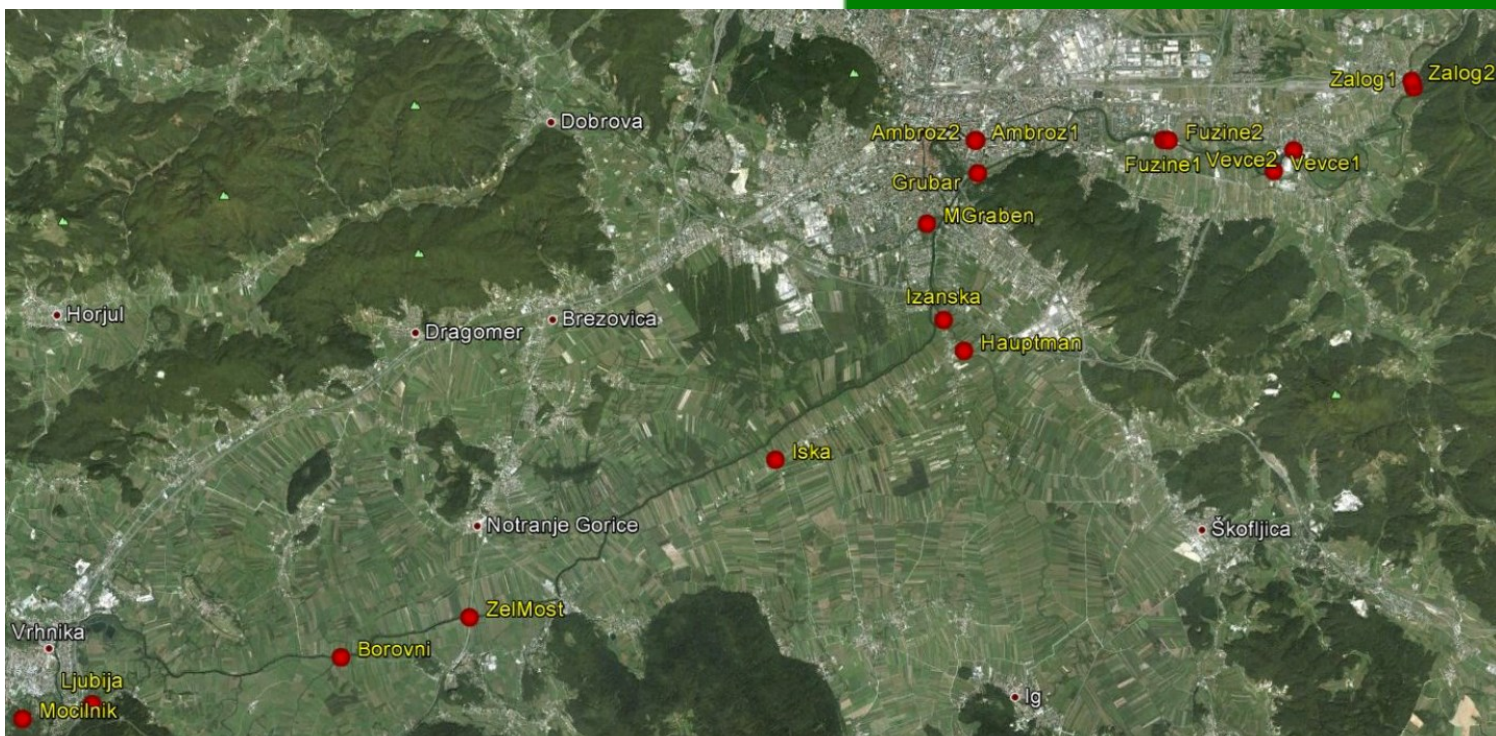 Zalog1
Zalog2
Dobrova
Ambroz2
Ambroz1
Fuzine2
Fuzine1
Vevce2
Vevce1
Grubar
MGraben
Izanska
Horjul
Brezovica
Dragomer
Hauptman
Iska
Notranje Gorice
Škofljica
ZelMost
Vrhnika
Borovni
Ljubija
Mocilnik
Ig